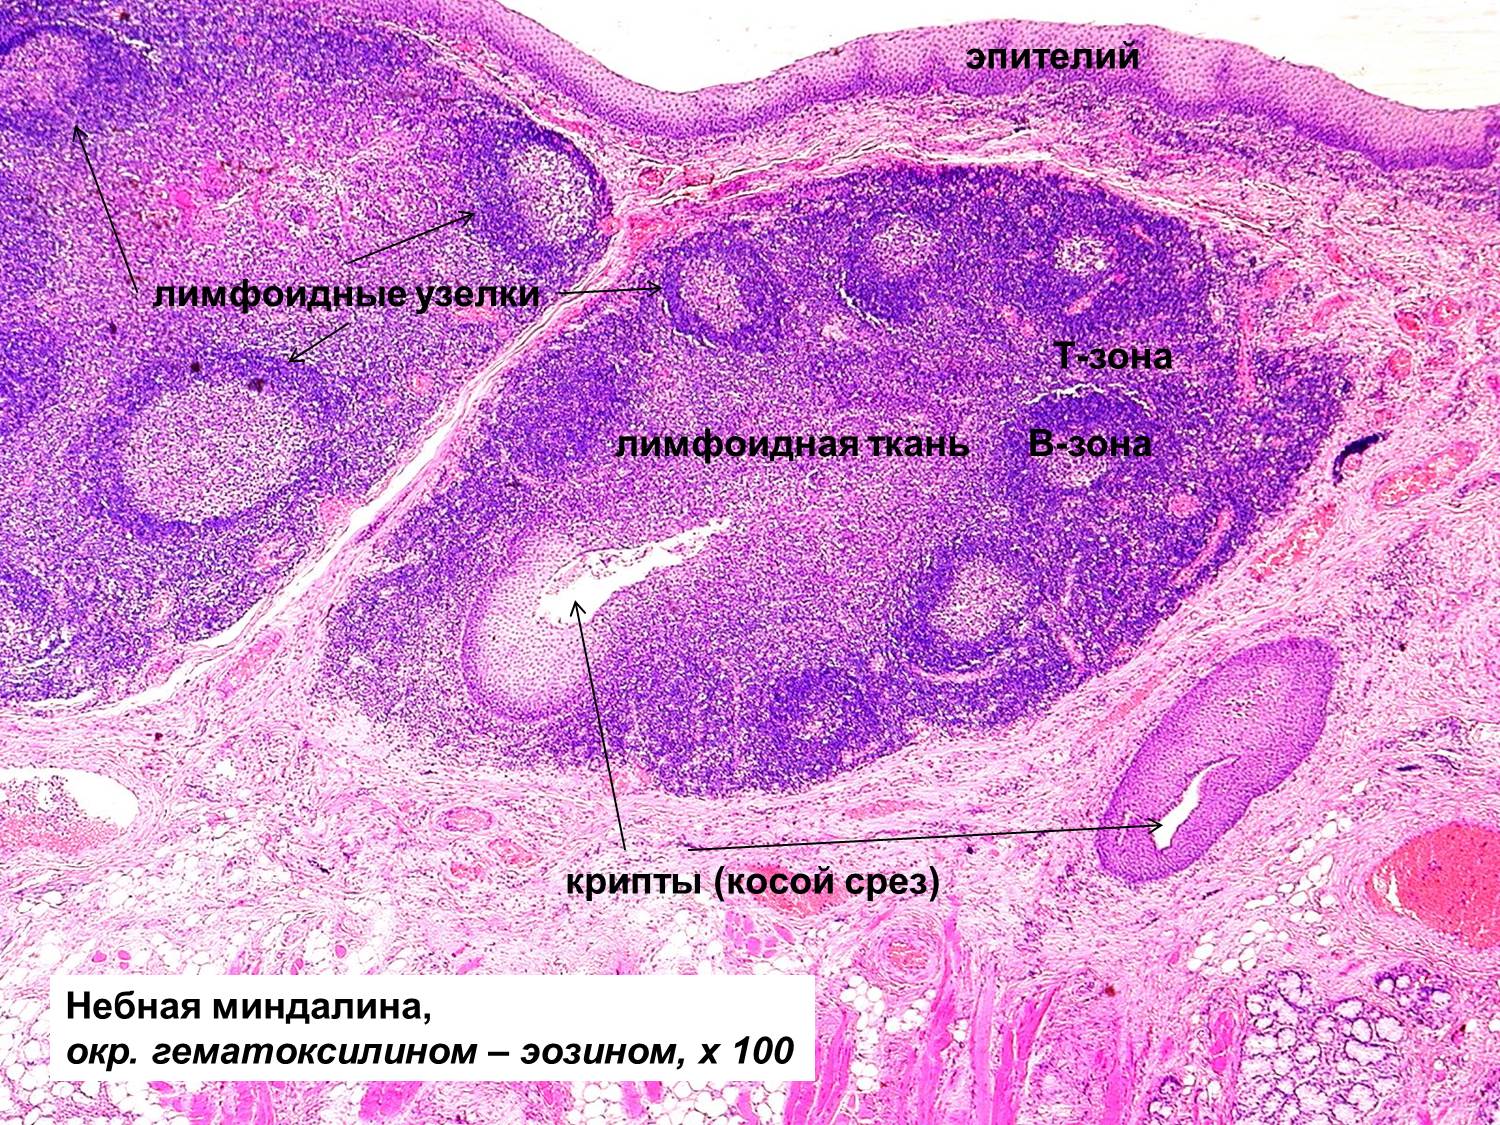 эпителий
лимфоидные узелки
Т-зона
лимфоидная ткань
В-зона
крипты (косой срез)
Небная миндалина,
окр. гематоксилином – эозином, х 100